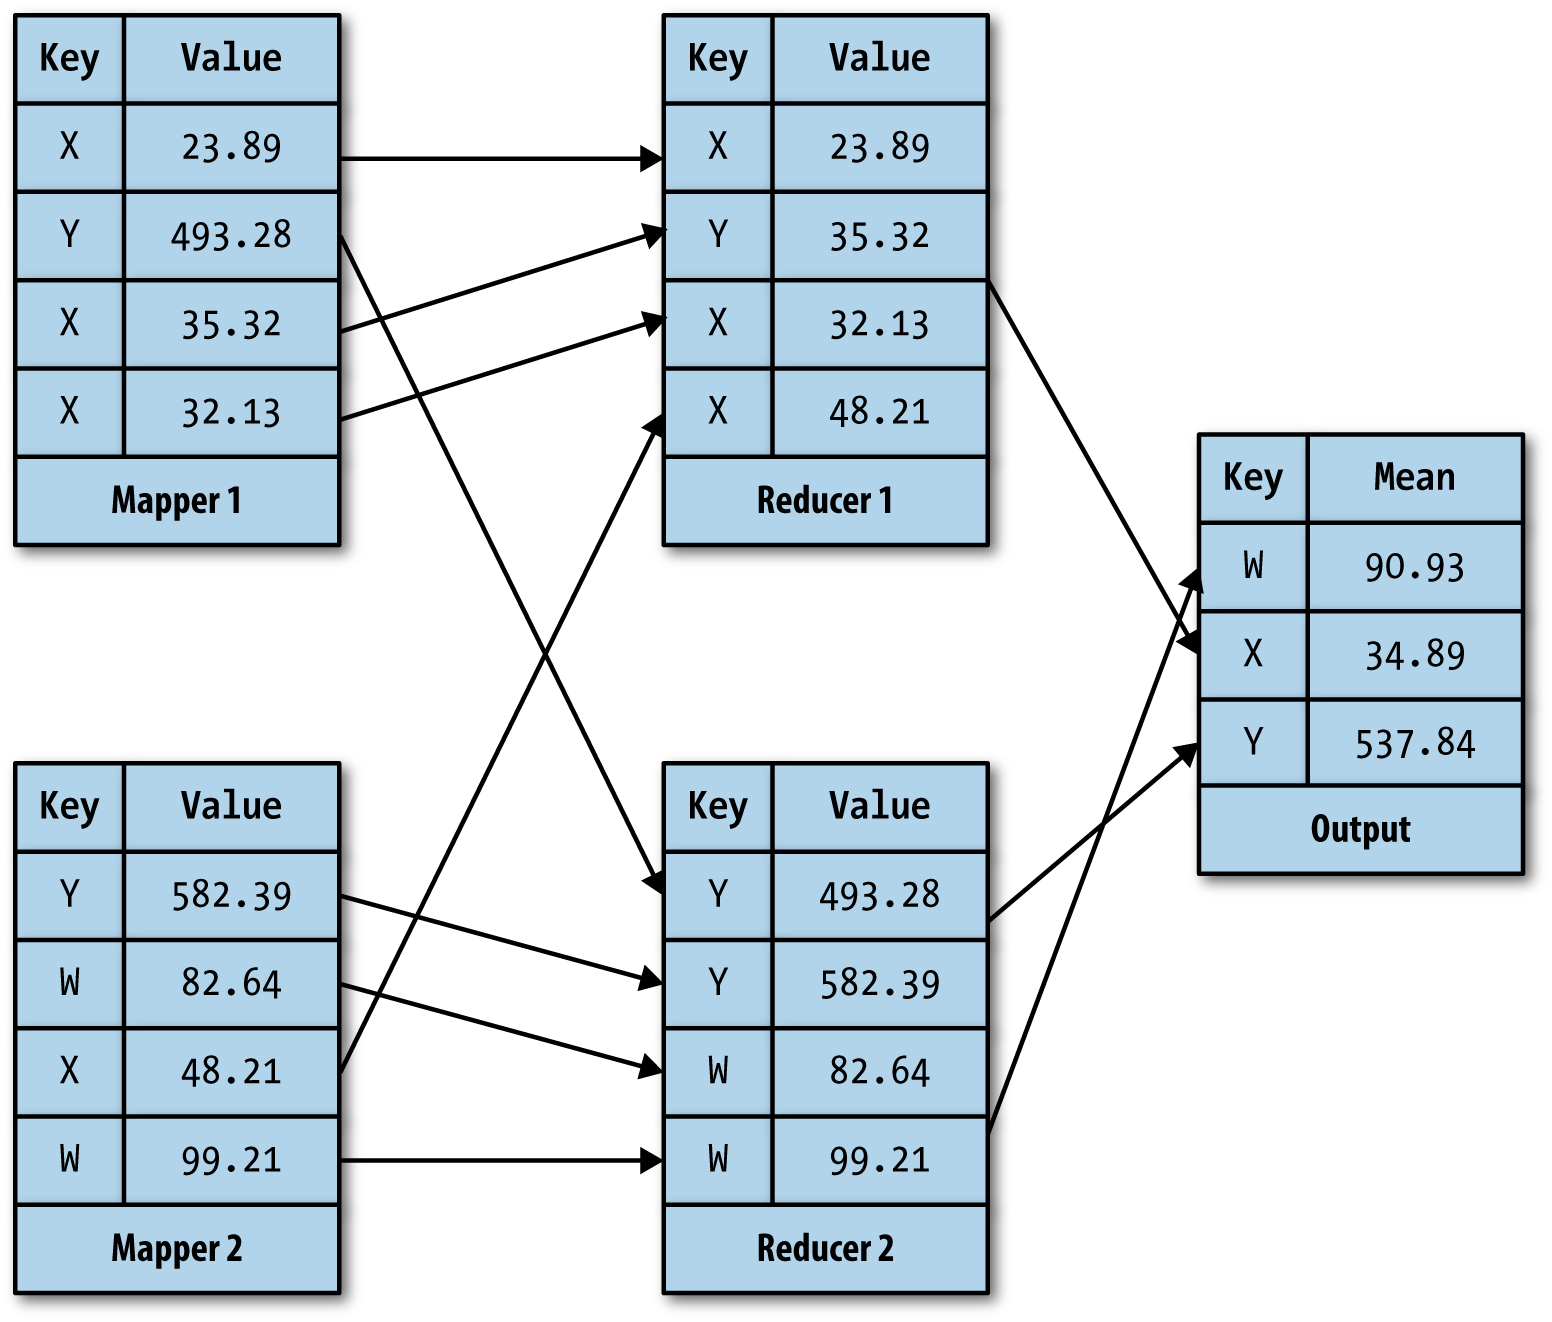 Key Value
X 23.89
Y 493.28
X 35.32
X 32.13
Mapper 1
Key Value
X 23.89
Y 35.32
X 32.13
X 48.21
Reducer 1
Key Mean
W 90.93
X 34.89
Y 537.84
Output
Key Value
Y 582.39
W 82.64
X 48.21
W 99.21
Mapper 2
Key Value
Y 493.28
Y 582.39
W 82.64
W 99.21
Reducer 2